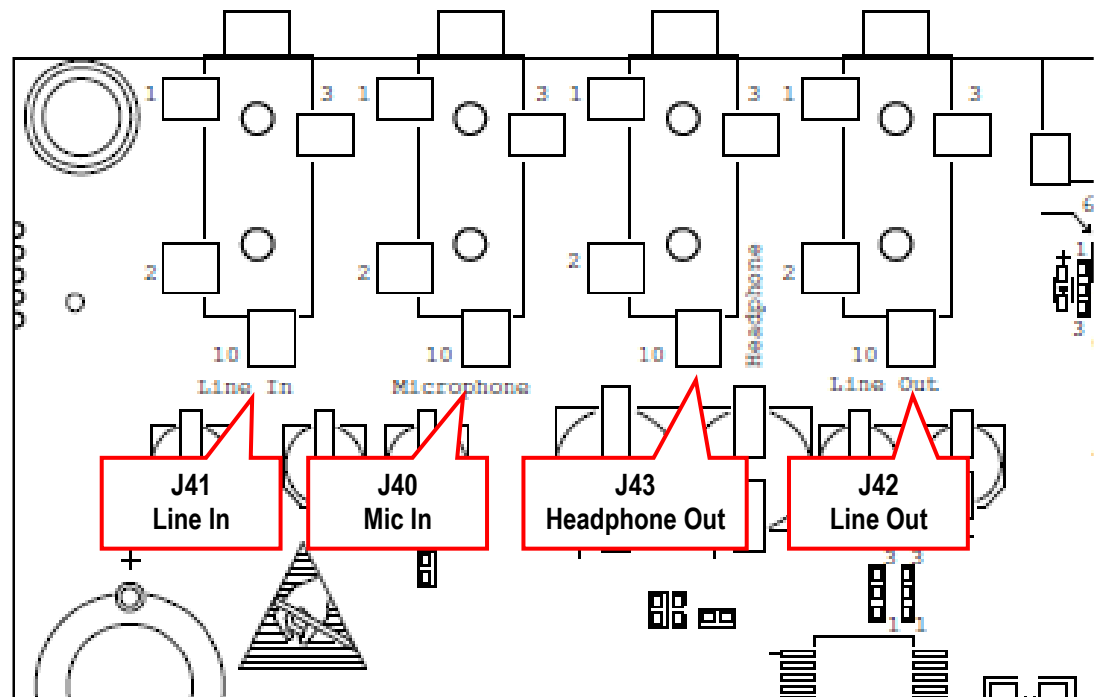 1 3 1 3 1 3 1 3
6
1
2 2 2 2
Headphone
3
10 10 10 10
Line In Microphone Line Out
J41
Line In
J40
Mic In
J43
Headphone Out
J42
Line Out
+
3 3
1 1